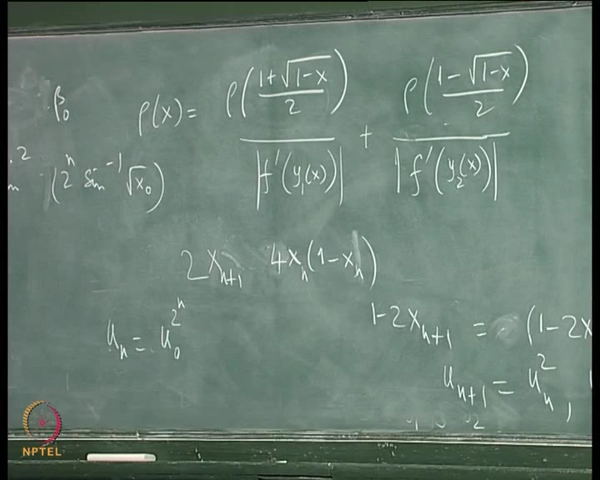 β₀ ρ(x) = ρ((1+√(1-x))/2) / |f'(y₁(x))| + ρ((1-√(1-x))/2) / |f'(y₂(x))|
(2ⁿ sin⁻¹ √x₀)
2xₙ₊₁ 4xₙ(1-xₙ)
1-2xₙ₊₁ = (1-2x
uₙ = u₀^(2ⁿ)
uₙ₊₁ = uₙ²,
NPTEL